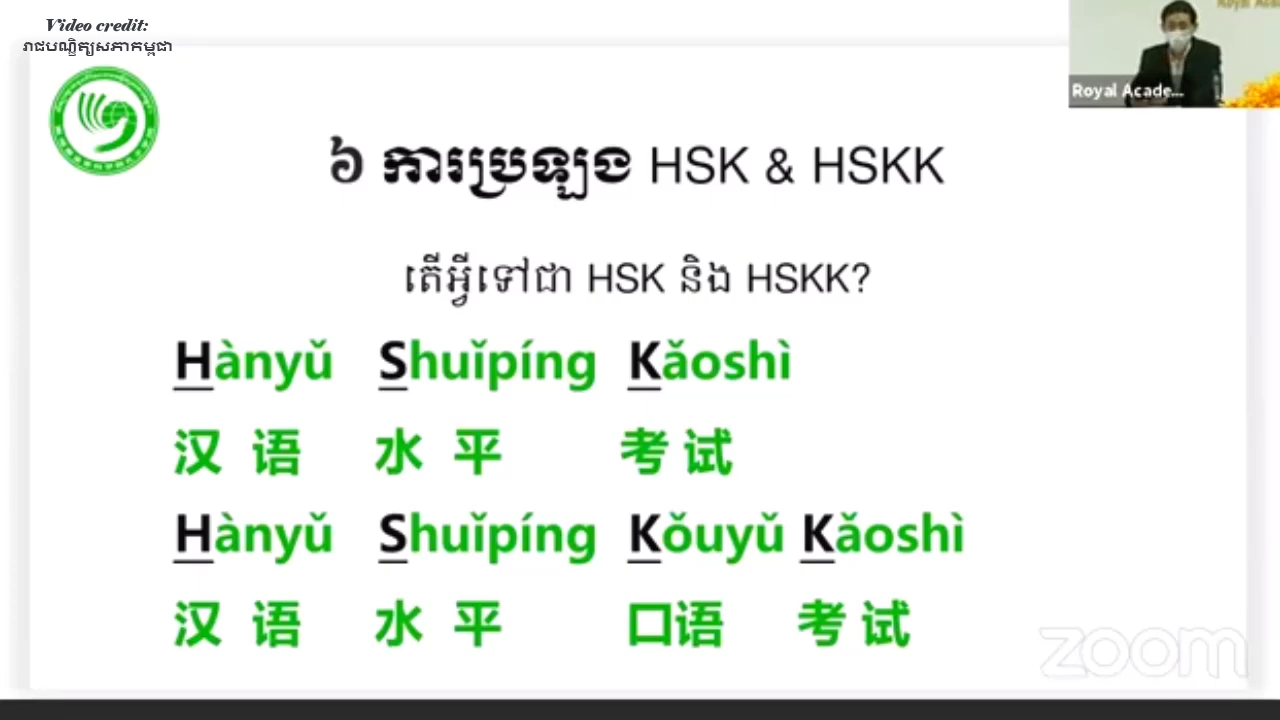 Video credit:
រាជបណ្ឌិត្យសភាកម្ពុជា
Royal Acade...
៦ ការប្រឡង HSK & HSKK
តើអ្វីទៅជា HSK និង HSKK?
Hànyǔ Shuǐpíng Kǎoshì
汉 语 水 平 考 试
Hànyǔ Shuǐpíng Kǒuyǔ Kǎoshì
汉 语 水 平 口语 考 试
zoom